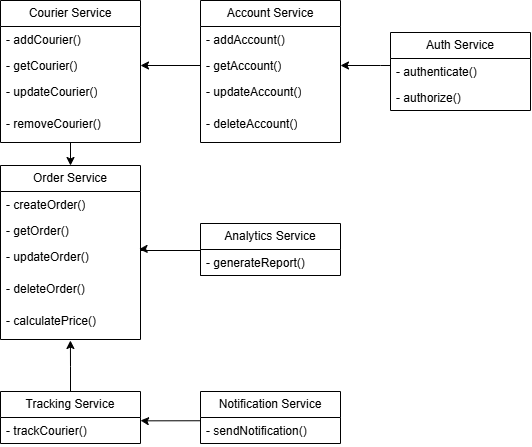 Courier Service
- addCourier()
- getCourier()
- updateCourier()
- removeCourier()
Account Service
- addAccount()
- getAccount()
- updateAccount()
- deleteAccount()
Auth Service
- authenticate()
- authorize()
Order Service
- createOrder()
- getOrder()
- updateOrder()
- deleteOrder()
- calculatePrice()
Analytics Service
- generateReport()
Tracking Service
- trackCourier()
Notification Service
- sendNotification()